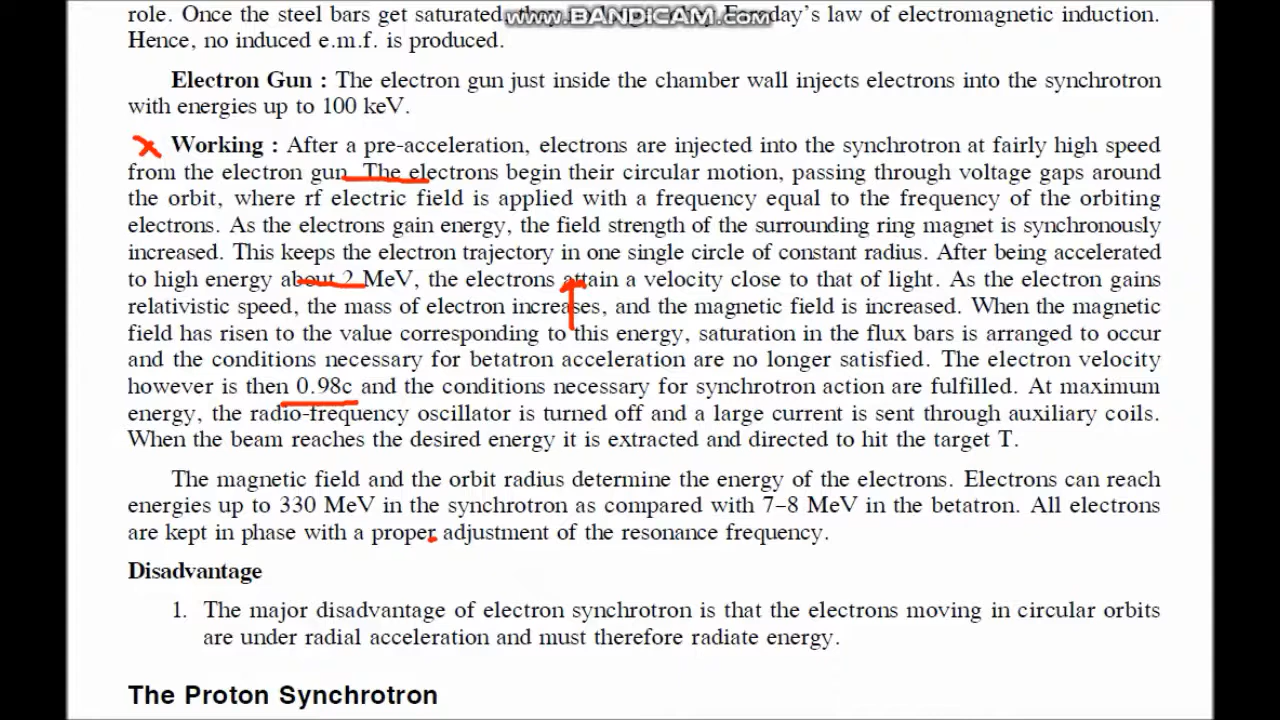 www.BANDICAM.com
role. Once the steel bars get saturated, they Faraday's law of electromagnetic induction.
Hence, no induced e.m.f. is produced.
Electron Gun : The electron gun just inside the chamber wall injects electrons into the synchrotron
with energies up to 100 keV.
Working : After a pre-acceleration, electrons are injected into the synchrotron at fairly high speed
from the electron gun. The electrons begin their circular motion, passing through voltage gaps around
the orbit, where rf electric field is applied with a frequency equal to the frequency of the orbiting
electrons. As the electrons gain energy, the field strength of the surrounding ring magnet is synchronously
increased. This keeps the electron trajectory in one single circle of constant radius. After being accelerated
to high energy about 2 MeV, the electrons attain a velocity close to that of light. As the electron gains
relativistic speed, the mass of electron increases, and the magnetic field is increased. When the magnetic
field has risen to the value corresponding to this energy, saturation in the flux bars is arranged to occur
and the conditions necessary for betatron acceleration are no longer satisfied. The electron velocity
however is then 0.98c and the conditions necessary for synchrotron action are fulfilled. At maximum
energy, the radio-frequency oscillator is turned off and a large current is sent through auxiliary coils.
When the beam reaches the desired energy it is extracted and directed to hit the target T.
The magnetic field and the orbit radius determine the energy of the electrons. Electrons can reach
energies up to 330 MeV in the synchrotron as compared with 7–8 MeV in the betatron. All electrons
are kept in phase with a proper adjustment of the resonance frequency.
Disadvantage
1. The major disadvantage of electron synchrotron is that the electrons moving in circular orbits
are under radial acceleration and must therefore radiate energy.
The Proton Synchrotron